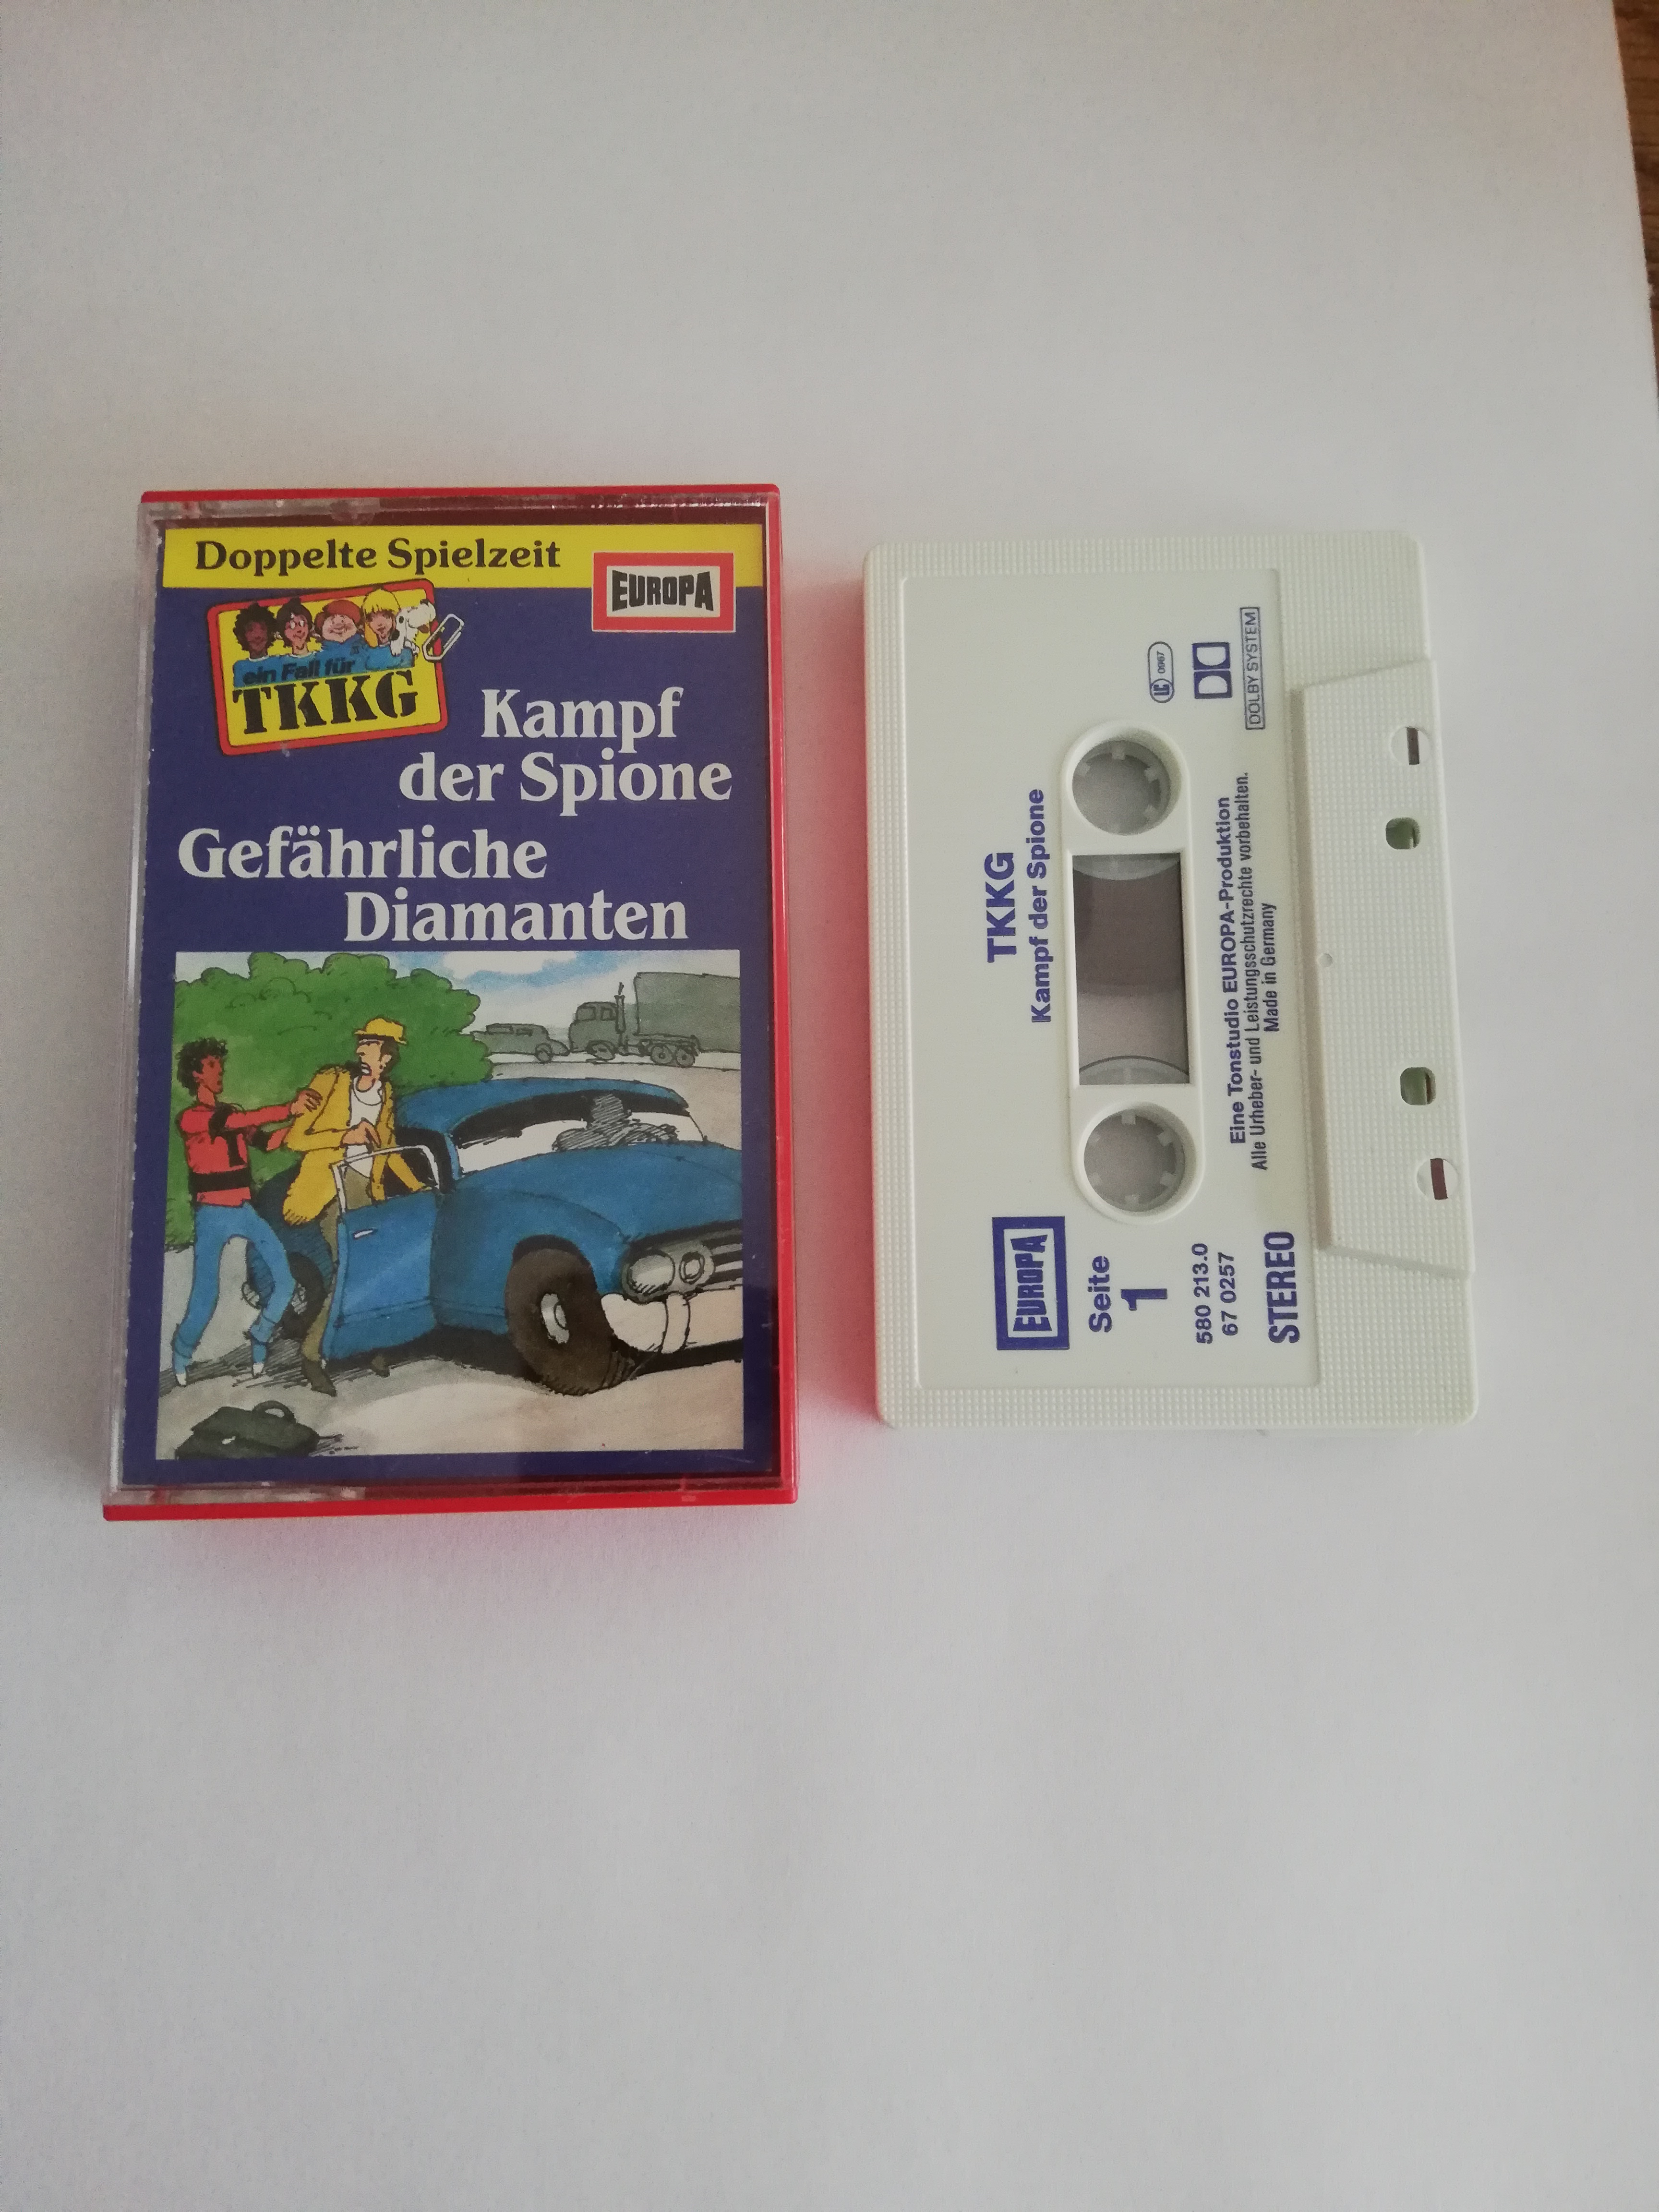 Doppelte Spielzeit
EUROPA
ein Fall für
TKKG
Kampf
der Spione
Gefährliche
Diamanten
TKKG
Kampf der Spione
EUROPA
Seite
1
LC 0967
580 213.0
67 0257
Eine Tonstudio EUROPA-Produktion
Alle Urheber- und Leistungsschutzrechte vorbehalten.
Made in Germany
STEREO
DOLBY SYSTEM